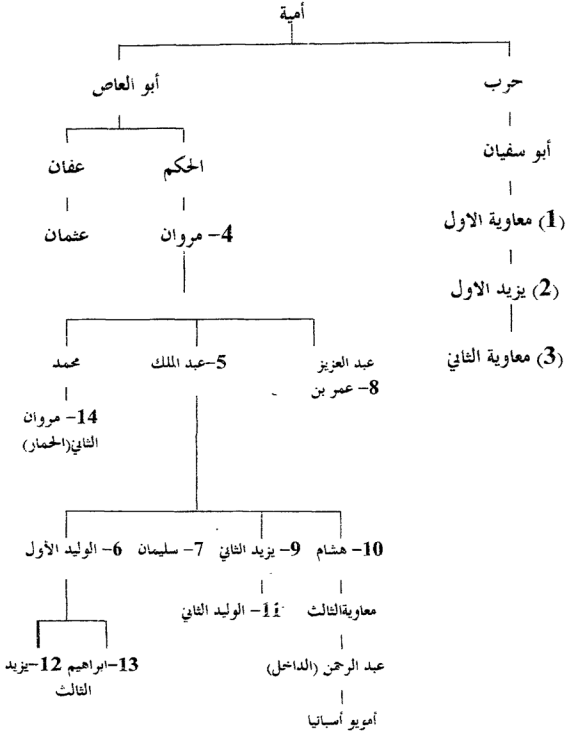 أمية
حرب
أبو العاص
أبو سفيان
الحكم
عفان
(1) معاوية الاول
4- مروان
عثمان
(2) يزيد الاول
(3) معاوية الثاني
عبد العزيز
5-عبد الملك
محمد
8- عمر بن
14- مروان
الثاني(الحمار)
10- هشام
9- يزيد الثاني
7- سليمان
6- الوليد الأول
معاويةالثالث
11- الوليد الثاني
عبد الرحمن (الداخل)
13-ابراهيم
12-يزيد
الثالث
أمويو أسبانيا